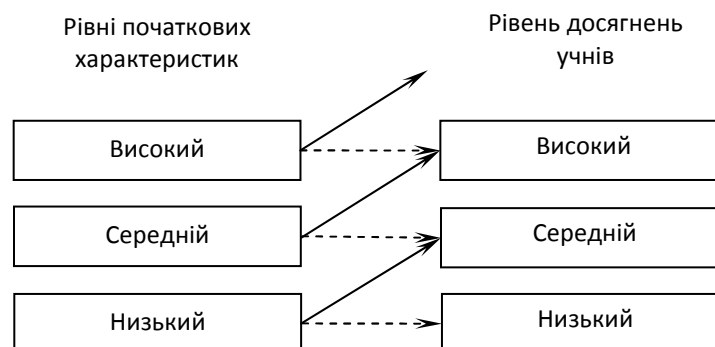 Рівні початкових
характеристик
Рівень досягнень
учнів
Високий
Високий
Середній
Середній
Низький
Низький